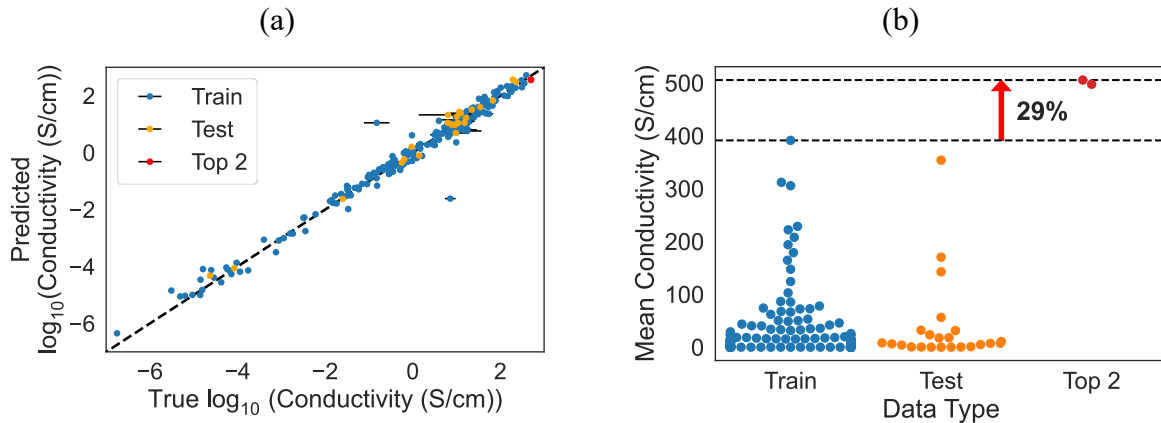 (a)
Predicted
log₁₀(Conductivity (S/cm))
2
0
−2
−4
−6
Train
Test
Top 2
−6
−4
−2
0
2
True log₁₀ (Conductivity (S/cm))
(b)
Mean Conductivity (S/cm)
500
400
300
200
100
0
29%
Train
Test
Top 2
Data Type